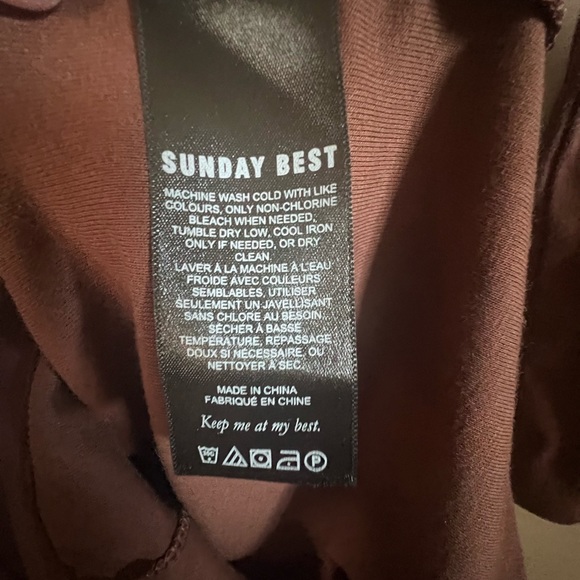 SUNDAY BEST
MACHINE WASH COLD WITH LIKE
COLOURS, ONLY NON-CHLORINE
BLEACH WHEN NEEDED,
TUMBLE DRY LOW, COOL IRON
ONLY IF NEEDED, OR DRY
CLEAN.
LAVER À LA MACHINE À L'EAU
FROIDE AVEC COULEURS
SEMBLABLES, UTILISER
SEULEMENT UN JAVELLISANT
SANS CHLORE AU BESOIN.
SÉCHER À BASSE
TEMPÉRATURE, REPASSAGE
DOUX SI NÉCESSAIRE, OU
NETTOYER À SEC.
MADE IN CHINA
FABRIQUÉ EN CHINE
Keep me at my best.
P